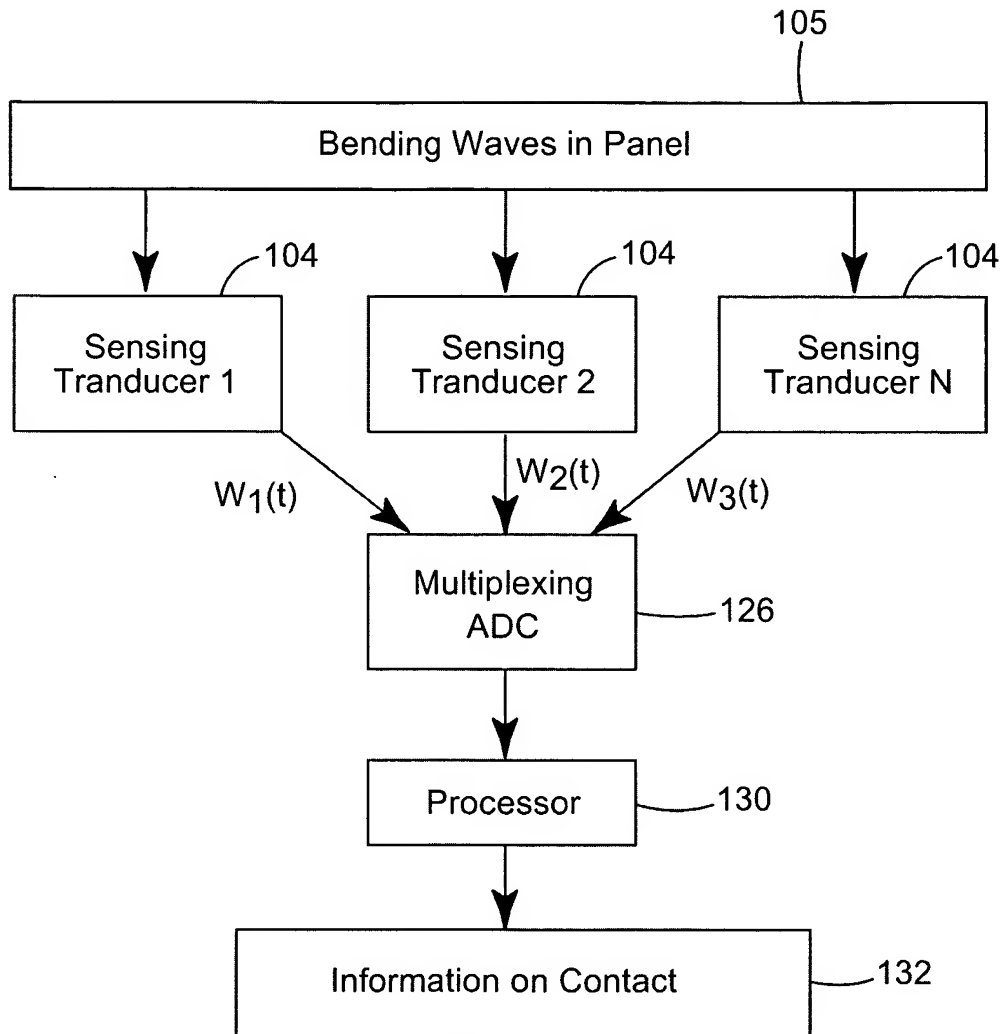 105
Bending Waves in Panel
104
104
104
Sensing
Tranducer 1
Sensing
Tranducer 2
Sensing
Tranducer N
W1(t)
W2(t)
W3(t)
Multiplexing
ADC
126
Processor
130
Information on Contact
132